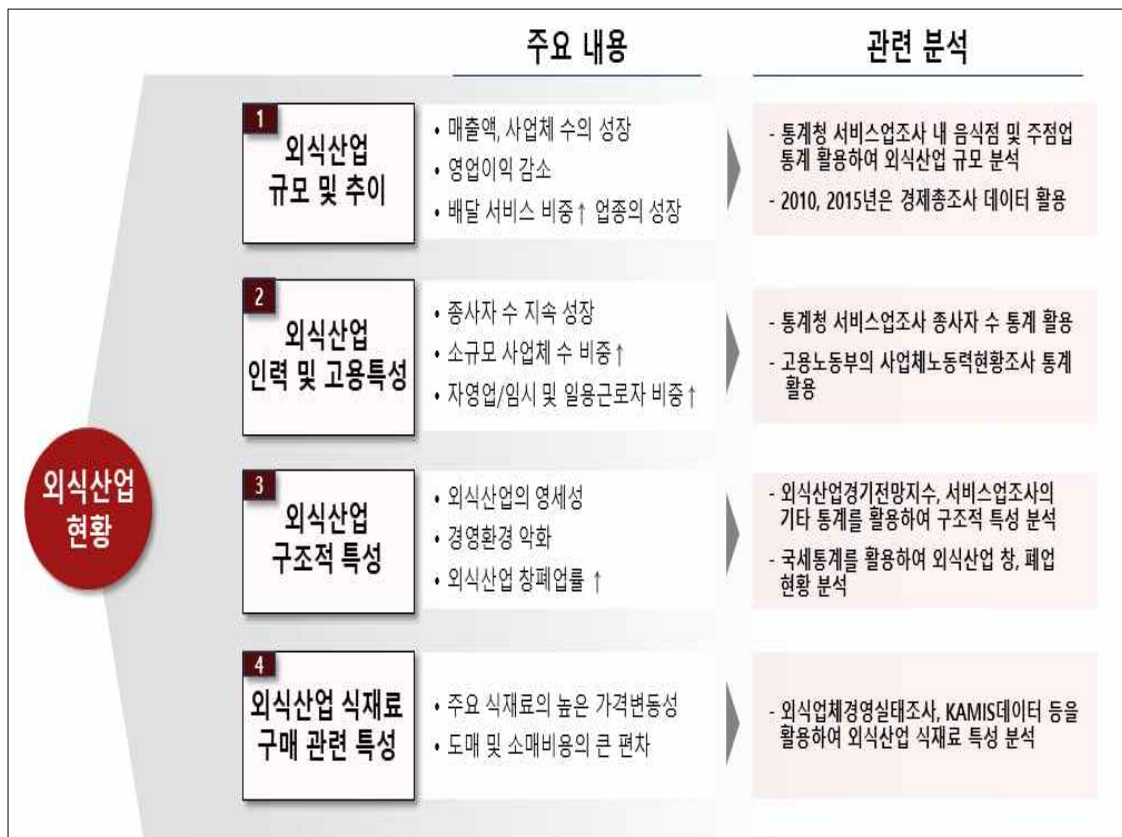 주요 내용
관련 분석
외식산업
현황
1
외식산업
규모 및 추이
• 매출액, 사업체 수의 성장
• 영업이익 감소
• 배달 서비스 비중↑ 업종의 성장
- 통계청 서비스업조사 내 음식점 및 주점업
통계 활용하여 외식산업 규모 분석
- 2010, 2015년은 경제총조사 데이터 활용
2
외식산업
인력 및 고용특성
• 종사자 수 지속 성장
• 소규모 사업체 수 비중↑
• 자영업/임시 및 일용근로자 비중↑
- 통계청 서비스업조사 종사자 수 통계 활용
- 고용노동부의 사업체노동력현황조사 통계
활용
3
외식산업
구조적 특성
• 외식산업의 영세성
• 경영환경 악화
• 외식산업 창폐업률 ↑
- 외식산업경기전망지수, 서비스업조사의
기타 통계를 활용하여 구조적 특성 분석
- 국세통계를 활용하여 외식산업 창, 폐업
현황 분석
4
외식산업 식재료
구매 관련 특성
• 주요 식재료의 높은 가격변동성
• 도매 및 소매비용의 큰 편차
- 외식업체경영실태조사, KAMIS데이터 등을
활용하여 외식산업 식재료 특성 분석